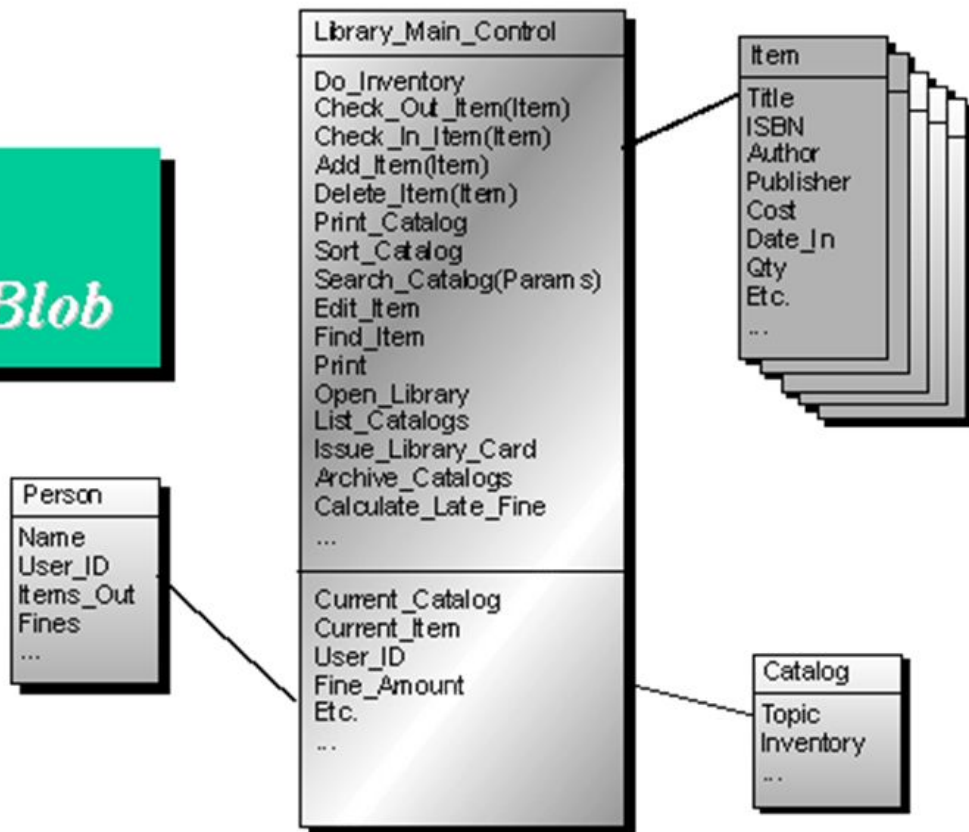 Blob
Library_Main_Control
Do_Inventory
Check_Out_Item(Item)
Check_In_Item(Item)
Add_Item(Item)
Delete_Item(Item)
Print_Catalog
Sort_Catalog
Search_Catalog(Params)
Edit_Item
Find_Item
Print
Open_Library
List_Catalogs
Issue_Library_Card
Archive_Catalogs
Calculate_Late_Fine
...
Current_Catalog
Current_Item
User_ID
Fine_Amount
Etc.
...
Item
Title
ISBN
Author
Publisher
Cost
Date_In
Qty
Etc.
...
Person
Name
User_ID
Items_Out
Fines
...
Catalog
Topic
Inventory
...